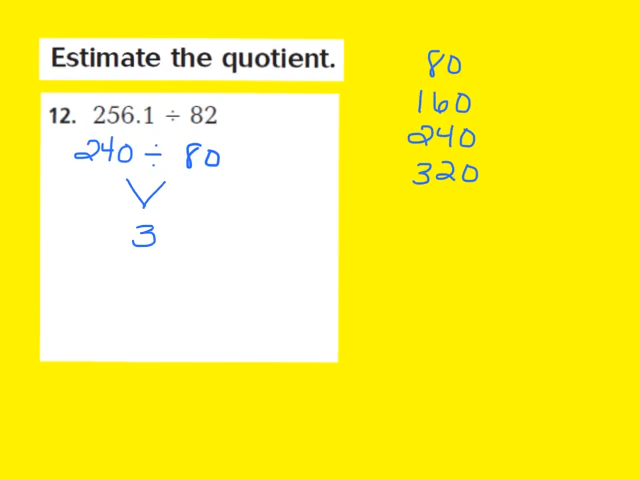 Estimate the quotient.
12. 256.1 ÷ 82
240 ÷ 80
3
80
160
240
320